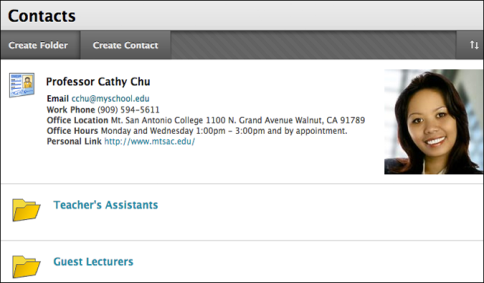 Contacts
Create Folder
Create Contact
Professor Cathy Chu
Email cchu@myschool.edu
Work Phone (909) 594-5611
Office Location Mt. San Antonio College 1100 N. Grand Avenue Walnut, CA 91789
Office Hours Monday and Wednesday 1:00pm - 3:00pm and by appointment.
Personal Link http://www.mtsac.edu/
Teacher's Assistants
Guest Lecturers